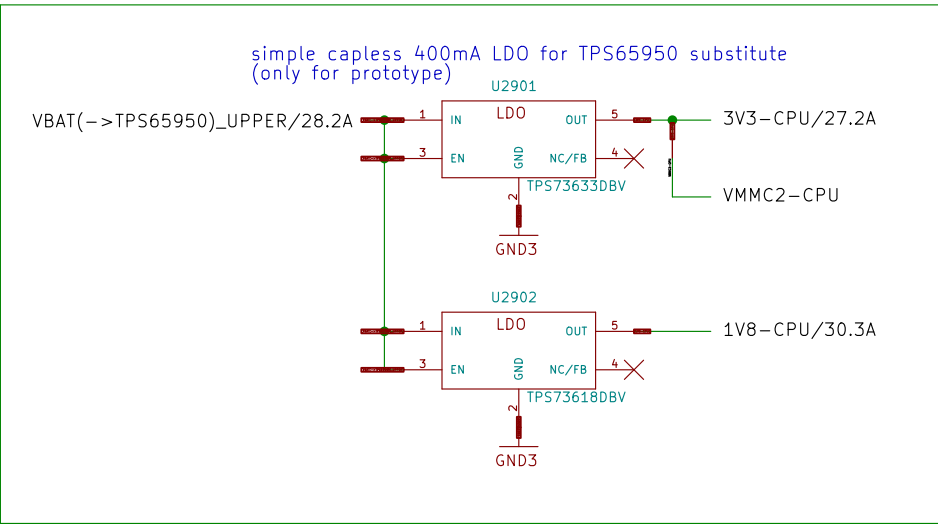 simple capless 400mA LDO for TPS65950 substitute
(only for prototype)
U2901
VBAT(->TPS65950)_UPPER/28.2A
1
IN
LDO
OUT
5
3V3-CPU/27.2A
3
EN
GND
NC/FB
4
TPS73633DBV
2
VMMC2-CPU
GND3
U2902
1
IN
LDO
OUT
5
1V8-CPU/30.3A
3
EN
GND
NC/FB
4
TPS73618DBV
2
GND3